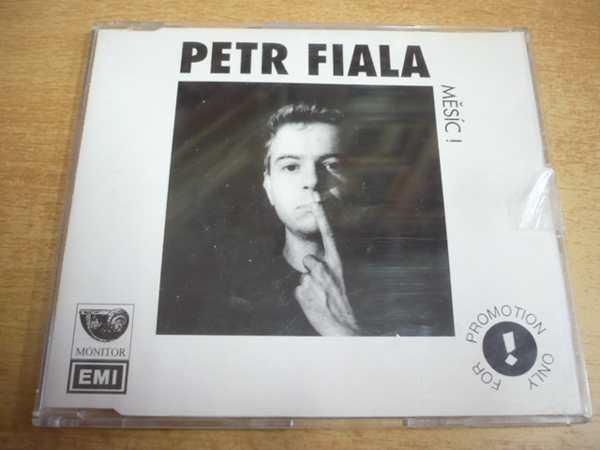 PETR FIALA
MĚSÍC !
MONITOR
EMI
FOR PROMOTION ONLY
!